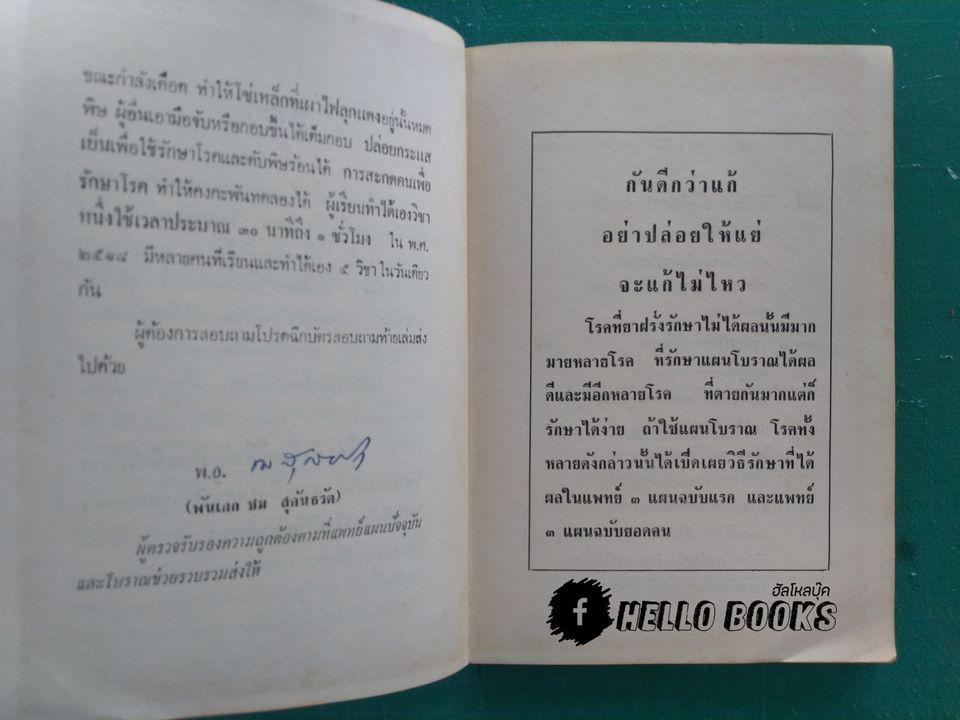 ขณะกำลังเดือด ทำให้โซ่เหล็กที่เผาไฟลุกแดงอยู่นั้นหมด
พิษ ผู้อื่นเอามือจับหรือกอบขึ้นได้เต็มกอบ ปล่อยกระแส
เย็นเพื่อใช้รักษาโรคและดับพิษร้อนได้ การสะกดคนเพื่อ
รักษาโรค ทำให้คงกะพันทดลองได้ ผู้เรียนทำได้เองวิชา
หนึ่งใช้เวลาประมาณ ๓๐ นาทีถึง ๑ ชั่วโมง ใน พ.ศ.
๒๕๑๘ มีหลายคนที่เรียนและทำได้เอง ๕ วิชา ในวันเดียว
กัน
ผู้ต้องการสอบถามโปรดฉีกบัตรสอบถามท้ายเล่มส่ง
ไปด้วย
พ.อ.
(พันเอก ชม สุคันธรัต)
ผู้ตรวจรับรองความถูกต้องตามที่แพทย์แผนปัจจุบัน
และโบราณช่วยรวบรวมส่งให้
กันดีกว่าแก้
อย่าปล่อยให้แย่
จะแก้ไม่ไหว
โรคที่ยาฝรั่งรักษาไม่ได้ผลนั้นมีมาก
มายหลายโรค ที่รักษาแผนโบราณได้ผล
ดีและมีอีกหลายโรค ที่ตายกันมากแต่ก็
รักษาได้ง่าย ถ้าใช้แผนโบราณ โรคทั้ง
หลายดังกล่าวนั้นได้เปิดเผยวิธีรักษาที่ได้
ผลในแพทย์ ๓ แผนฉบับแรก และแพทย์
๓ แผนฉบับยอดคน
ฮัลโหลบุ๊ค
f HELLO BOOKS